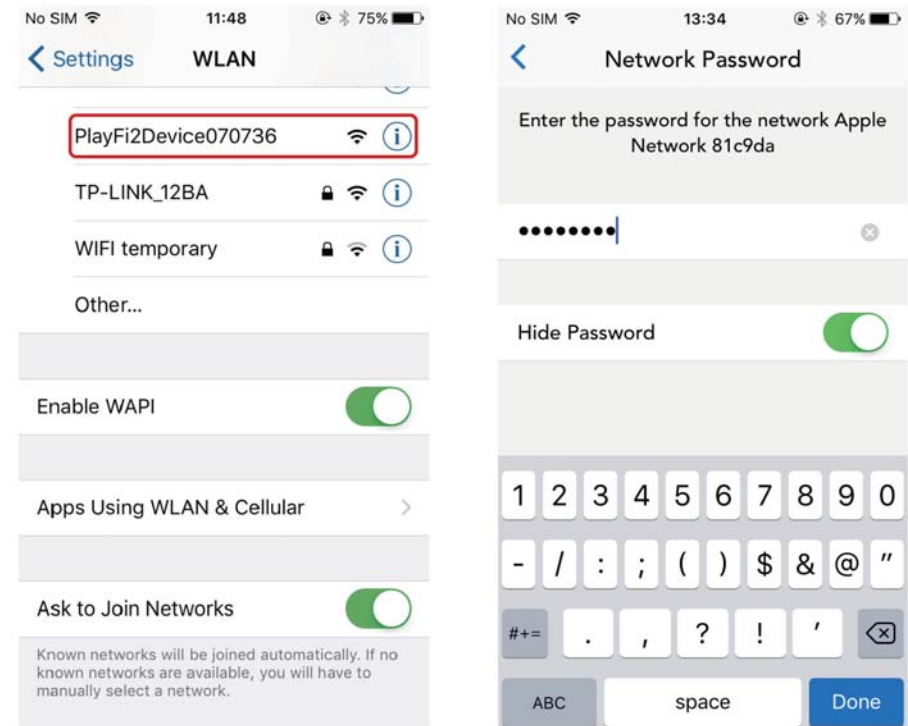 No SIM 11:48 75%
Settings WLAN
PlayFi2Device070736
TP-LINK_12BA
WIFI temporary
Other...
Enable WAPI
Apps Using WLAN & Cellular
Ask to Join Networks
Known networks will be joined automatically. If no
known networks are available, you will have to
manually select a network.
No SIM 13:34 67%
Network Password
Enter the password for the network Apple
Network 81c9da
••••••••
Hide Password
1 2 3 4 5 6 7 8 9 0
- / : ; ( ) $ & @ "
#+= . , ? ! '
ABC space Done